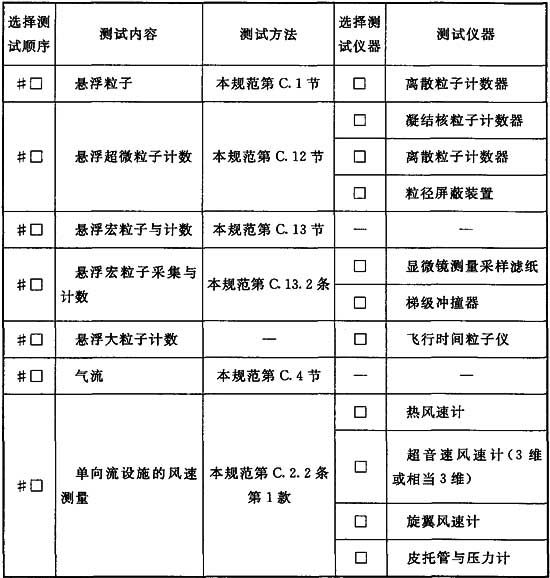 选择测试顺序 测试内容 测试方法 选择测试仪器 测试仪器
#□ 悬浮粒子 本规范第 C.1 节 □ 离散粒子计数器
#□ 悬浮超微粒子计数 本规范第 C.12 节 □ 凝结核粒子计数器
□ 离散粒子计数器
□ 粒径屏蔽装置
#□ 悬浮宏粒子与计数 本规范第 C.13 节 — —
#□ 悬浮宏粒子采集与计数 本规范第 C.13.2 条 □ 显微镜测量采样滤纸
□ 梯级冲撞器
#□ 悬浮大粒子计数 — □ 飞行时间粒子仪
#□ 气流 本规范第 C.4 节 — —
#□ 单向流设施的风速测量 本规范第 C.2.2 条第 1 款 □ 热风速计
□ 超音速风速计(3 维或相当 3 维)
□ 旋翼风速计
□ 皮托管与压力计